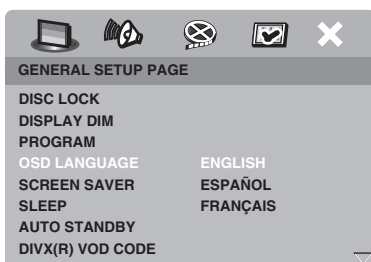 GENERAL SETUP PAGE
DISC LOCK
DISPLAY DIM
PROGRAM
OSD LANGUAGE ENGLISH
SCREEN SAVER ESPAÑOL
SLEEP FRANÇAIS
AUTO STANDBY
DIVX(R) VOD CODE